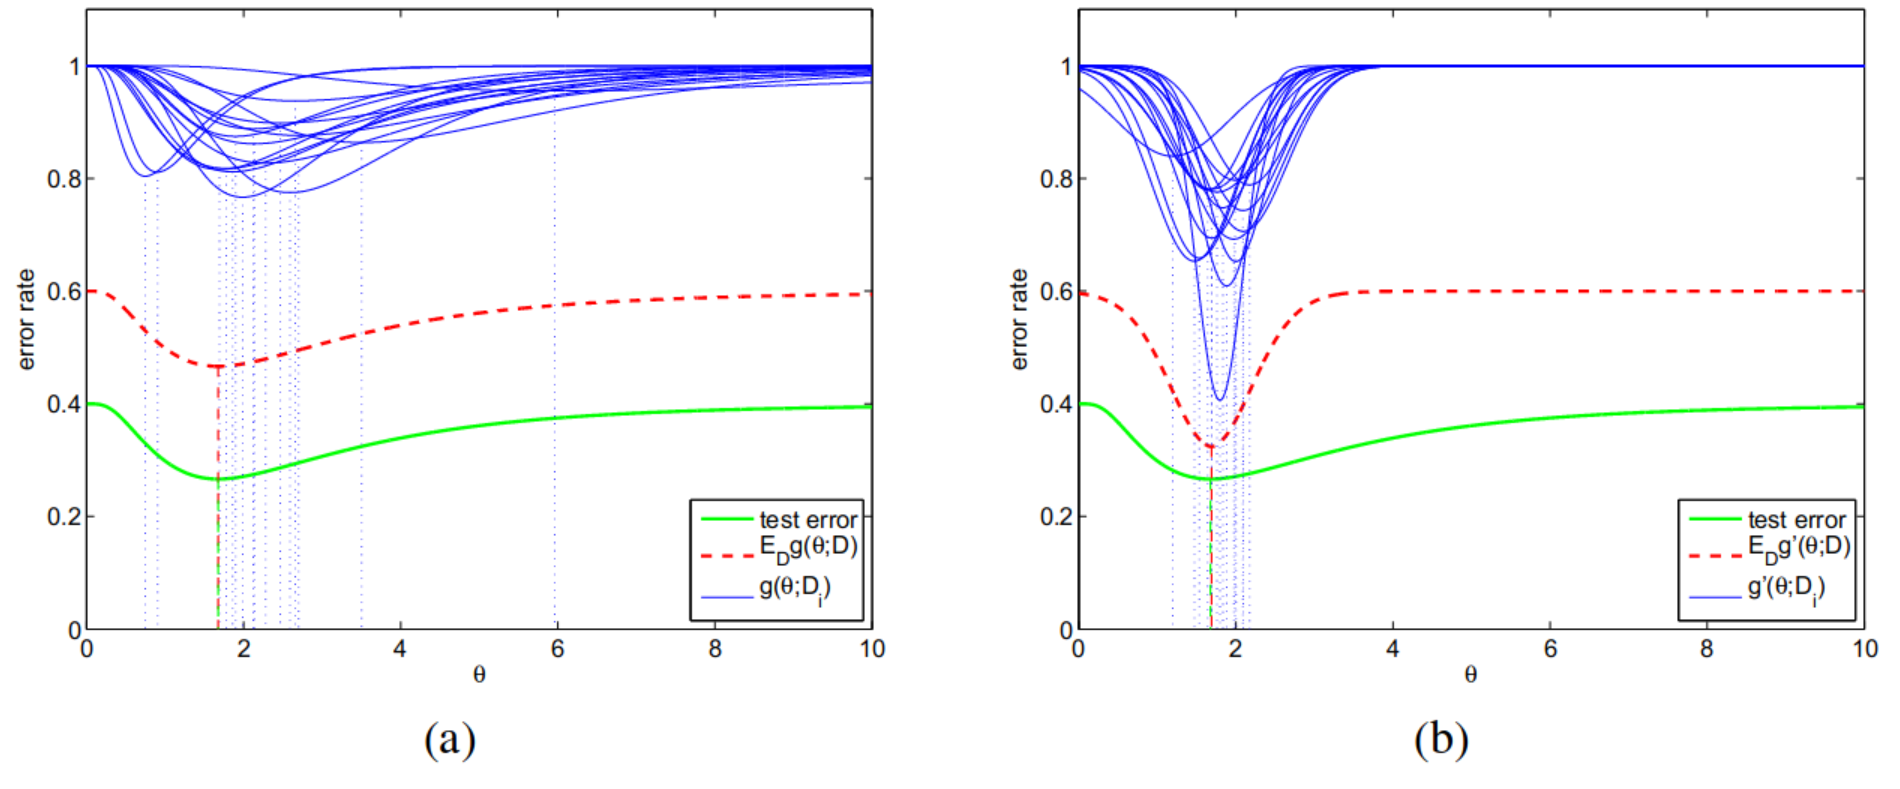 1
0.8
0.6
0.4
0.2
0
error rate
0 2 4 6 8 10
θ
test error
E_D g(θ;D)
g(θ;D_i)
(a)
1
0.8
0.6
0.4
0.2
0
error rate
0 2 4 6 8 10
θ
test error
E_D g'(θ;D)
g'(θ;D_i)
(b)